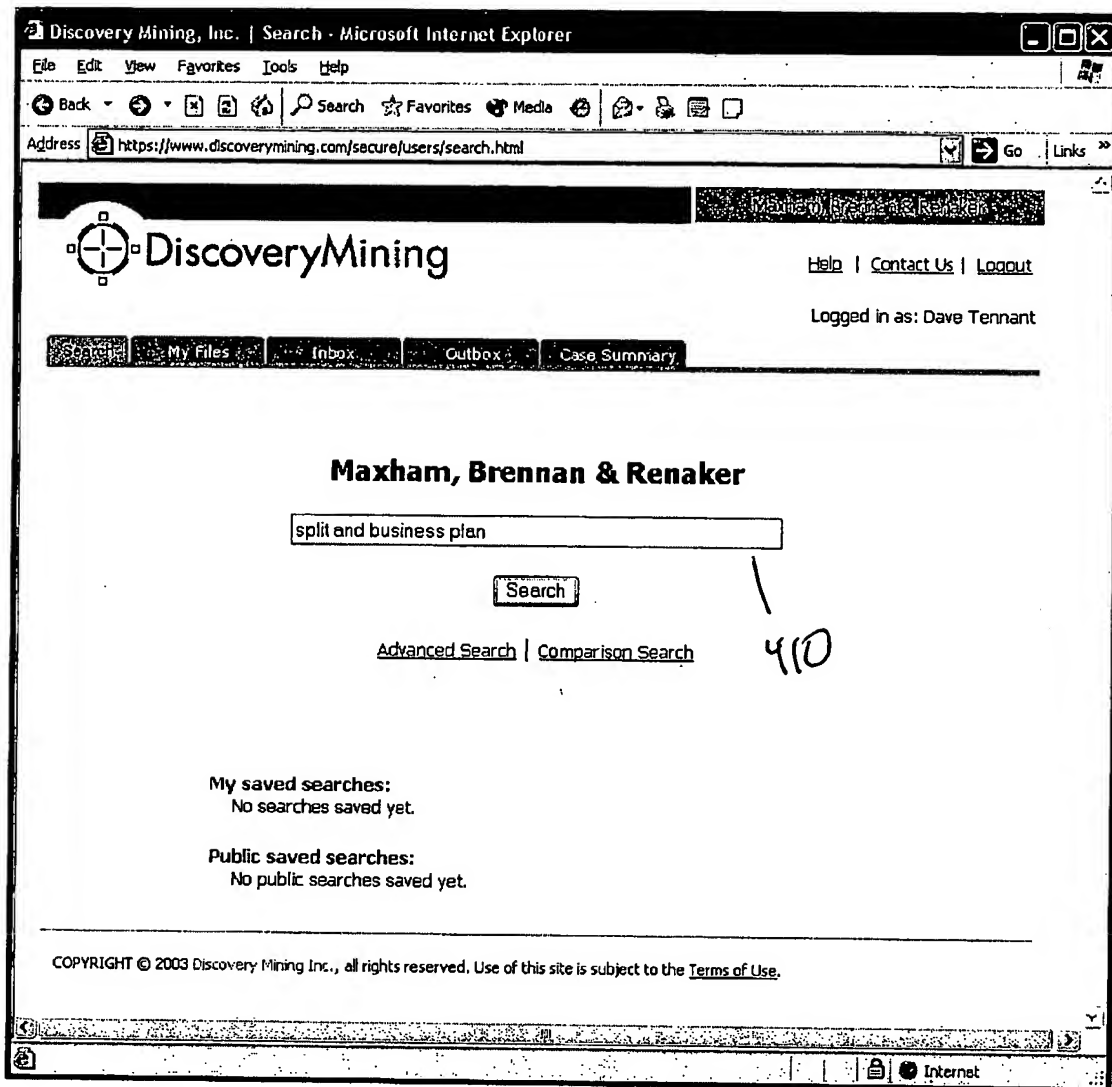 Discovery Mining, Inc. | Search - Microsoft Internet Explorer
File Edit View Favorites Tools Help
Back Search Favorites Media
Address https://www.discoverymining.com/secure/users/search.html Go Links »
Maxham, Brennan & Renaker
DiscoveryMining
Help | Contact Us | Logout
Logged in as: Dave Tennant
Search My Files Inbox Outbox Case Summary
Maxham, Brennan & Renaker
split and business plan
Search
410
Advanced Search | Comparison Search
My saved searches:
No searches saved yet.
Public saved searches:
No public searches saved yet.
COPYRIGHT © 2003 Discovery Mining Inc., all rights reserved. Use of this site is subject to the Terms of Use.
Internet